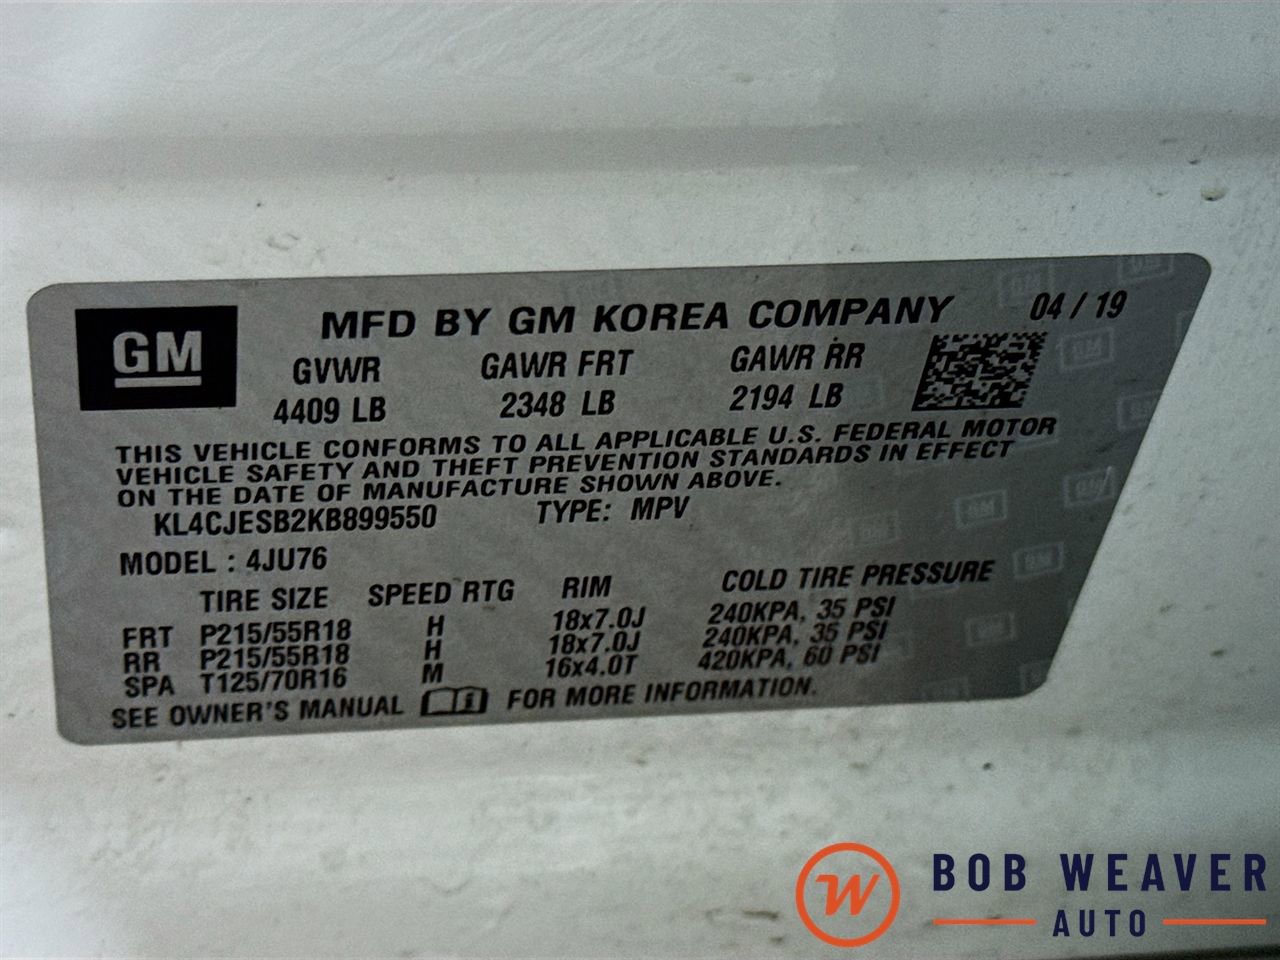 GM
MFD BY GM KOREA COMPANY 04 / 19
GVWR GAWR FRT GAWR RR
4409 LB 2348 LB 2194 LB
THIS VEHICLE CONFORMS TO ALL APPLICABLE U.S. FEDERAL MOTOR
VEHICLE SAFETY AND THEFT PREVENTION STANDARDS IN EFFECT
ON THE DATE OF MANUFACTURE SHOWN ABOVE.
KL4CJESB2KB899550 TYPE: MPV
MODEL : 4JU76
TIRE SIZE SPEED RTG RIM COLD TIRE PRESSURE
FRT P215/55R18 H 18x7.0J 240KPA, 35 PSI
RR P215/55R18 H 18x7.0J 240KPA, 35 PSI
SPA T125/70R16 M 16x4.0T 420KPA, 60 PSI
SEE OWNER'S MANUAL FOR MORE INFORMATION.
W BOB WEAVER
AUTO